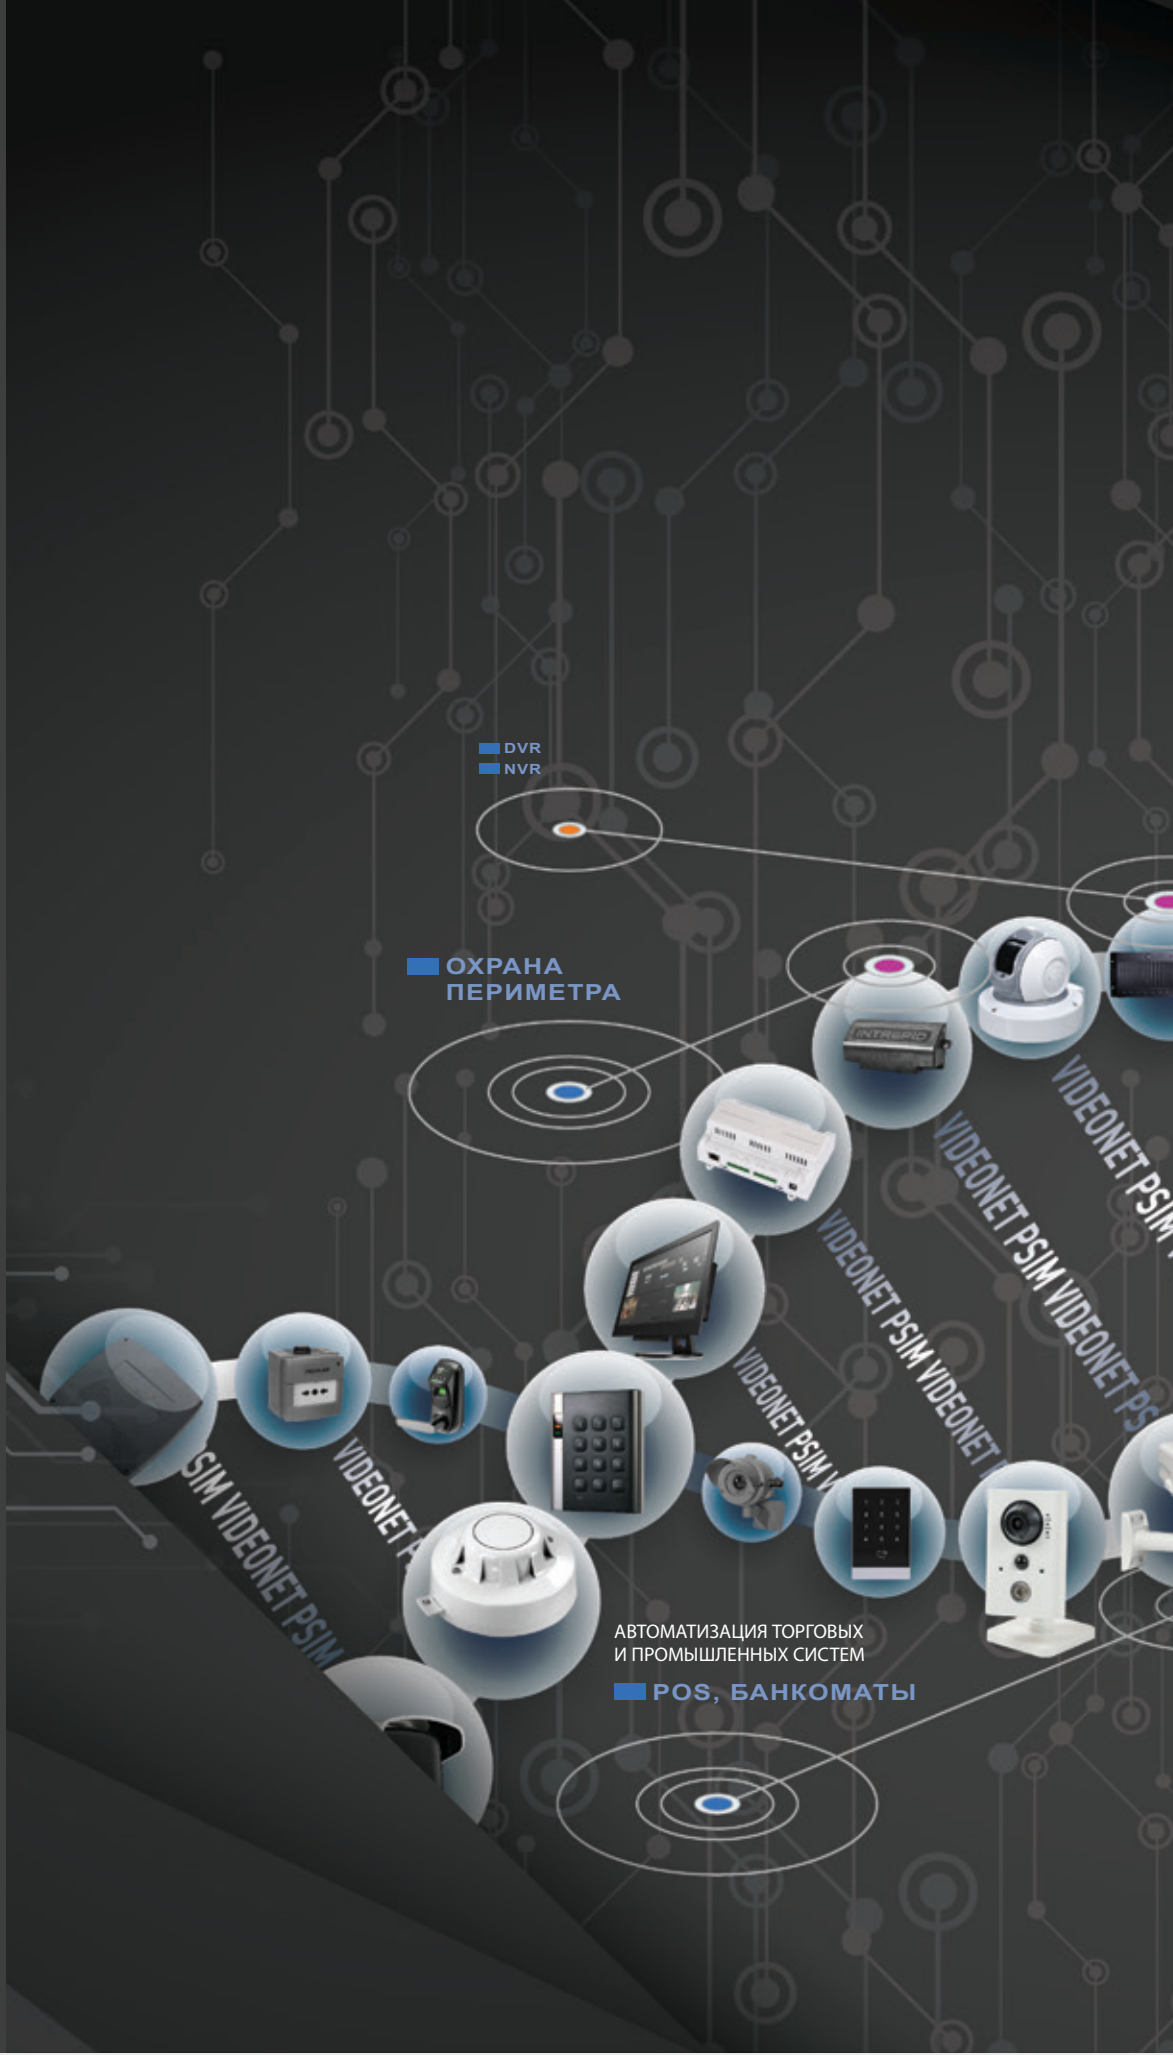 DVR
NVR
ОХРАНА
ПЕРИМЕТРА
INTREPID
VIDEONET PSIM
VIDEONET PSIM VIDEONET PS
VIDEONET PSIM VIDEONET
VIDEONET PSIM
VIDEONET
PSIM VIDEONET PSIM
АВТОМАТИЗАЦИЯ ТОРГОВЫХ
И ПРОМЫШЛЕННЫХ СИСТЕМ
POS, БАНКОМАТЫ